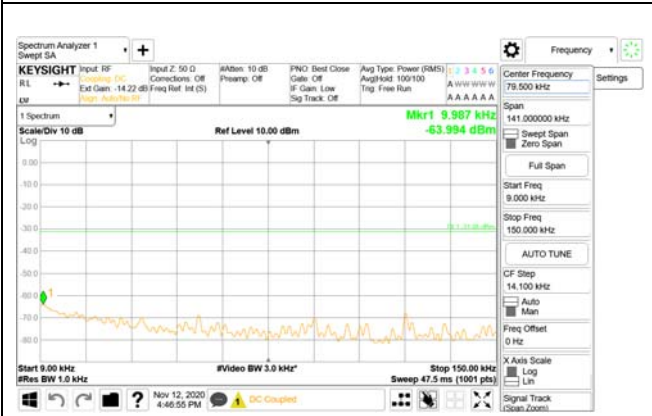 Spectrum Analyzer 1
Swept SA
Frequency
KEYSIGHT
RL
Input: RF
Coupling: DC
Ext Gain: -14.22 dB
Align: Auto/No RF
Input Z: 50 Ω
Corrections: Off
Freq Ref: Int (S)
#Atten: 10 dB
Preamp: Off
PNO: Best Close
Gate: Off
IF Gain: Low
Sig Track: Off
Avg Type: Power (RMS)
Avg|Hold: 100/100
Trig: Free Run
1 2 3 4 5 6
A W W W W W
A A A A A A
1 Spectrum
Scale/Div 10 dB
Log
Ref Level 10.00 dBm
Mkr1 9.987 kHz
-63.994 dBm
0.00
-10.0
-20.0
-30.0
-40.0
-50.0
-60.0
-70.0
-80.0
1
Start 9.00 kHz
#Res BW 1.0 kHz
#Video BW 3.0 kHz*
Stop 150.00 kHz
Sweep 47.5 ms (1001 pts)
Nov 12, 2020
4:46:55 PM
DC Coupled
Center Frequency
79.500 kHz
Settings
Span
141.000000 kHz
Swept Span
Zero Span
Full Span
Start Freq
9.000 kHz
Stop Freq
150.000 kHz
AUTO TUNE
CF Step
14.100 kHz
Auto
Man
Freq Offset
0 Hz
X Axis Scale
Log
Lin
Signal Track
(Span Zoom)